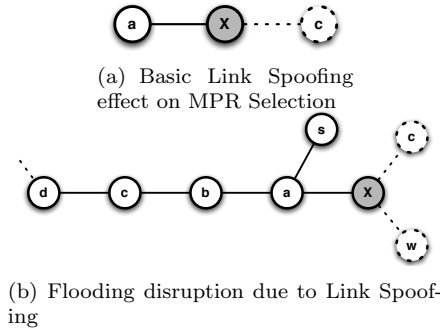 a X c
(a) Basic Link Spoofing
effect on MPR Selection
s c
d c b a X
w
(b) Flooding disruption due to Link Spoof-
ing